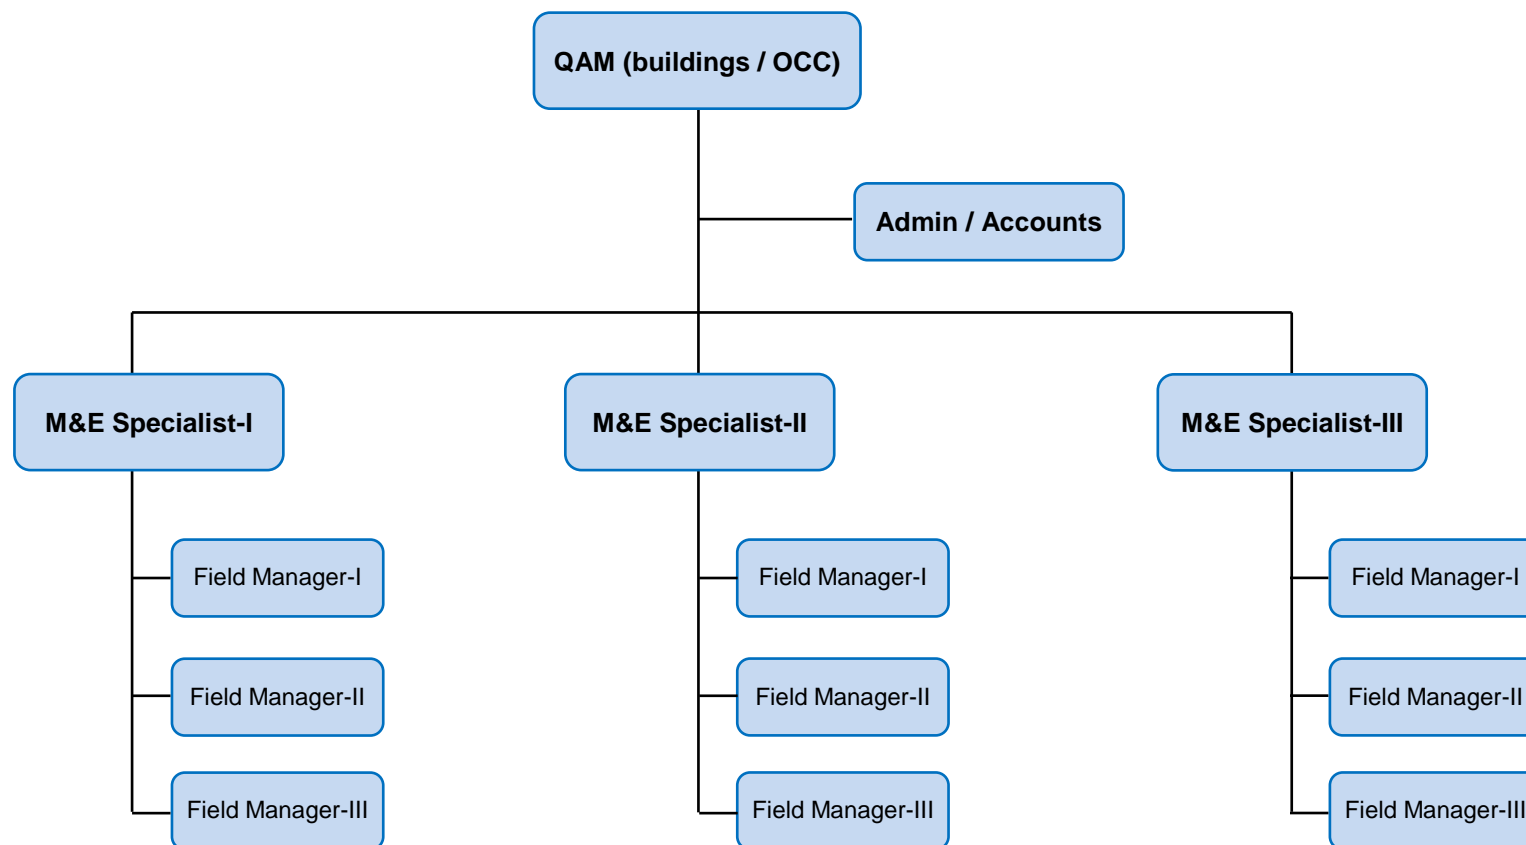 QAM (buildings / OCC)
Admin / Accounts
M&E Specialist-I
M&E Specialist-II
M&E Specialist-III
Field Manager-I
Field Manager-I
Field Manager-I
Field Manager-II
Field Manager-II
Field Manager-II
Field Manager-III
Field Manager-III
Field Manager-III